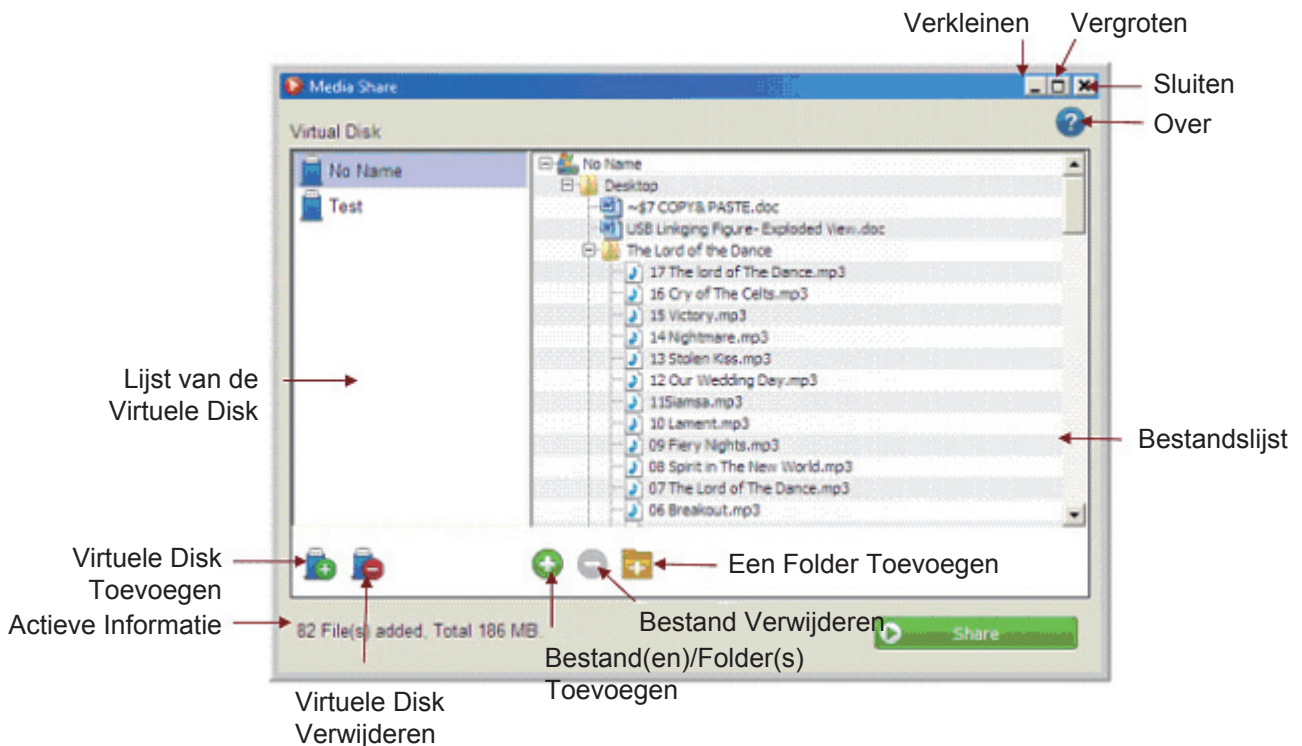 Verkleinen
Vergroten
Media Share
Sluiten
Virtual Disk
Over
No Name
Test
No Name
Desktop
~$7 COPY& PASTE.doc
USB Linkging Figure- Exploded View.doc
The Lord of the Dance
17 The lord of The Dance.mp3
16 Cry of The Celts.mp3
15 Victory.mp3
14 Nightmare.mp3
13 Stolen Kiss.mp3
12 Our Wedding Day.mp3
11Siamsa.mp3
10 Lament.mp3
09 Fiery Nights.mp3
08 Spirit in The New World.mp3
07 The Lord of The Dance.mp3
06 Breakout.mp3
Lijst van de
Virtuele Disk
Bestandslijst
Virtuele Disk
Toevoegen
Een Folder Toevoegen
Actieve Informatie
82 File(s) added, Total 186 MB.
Bestand Verwijderen
Share
Bestand(en)/Folder(s)
Toevoegen
Virtuele Disk
Verwijderen